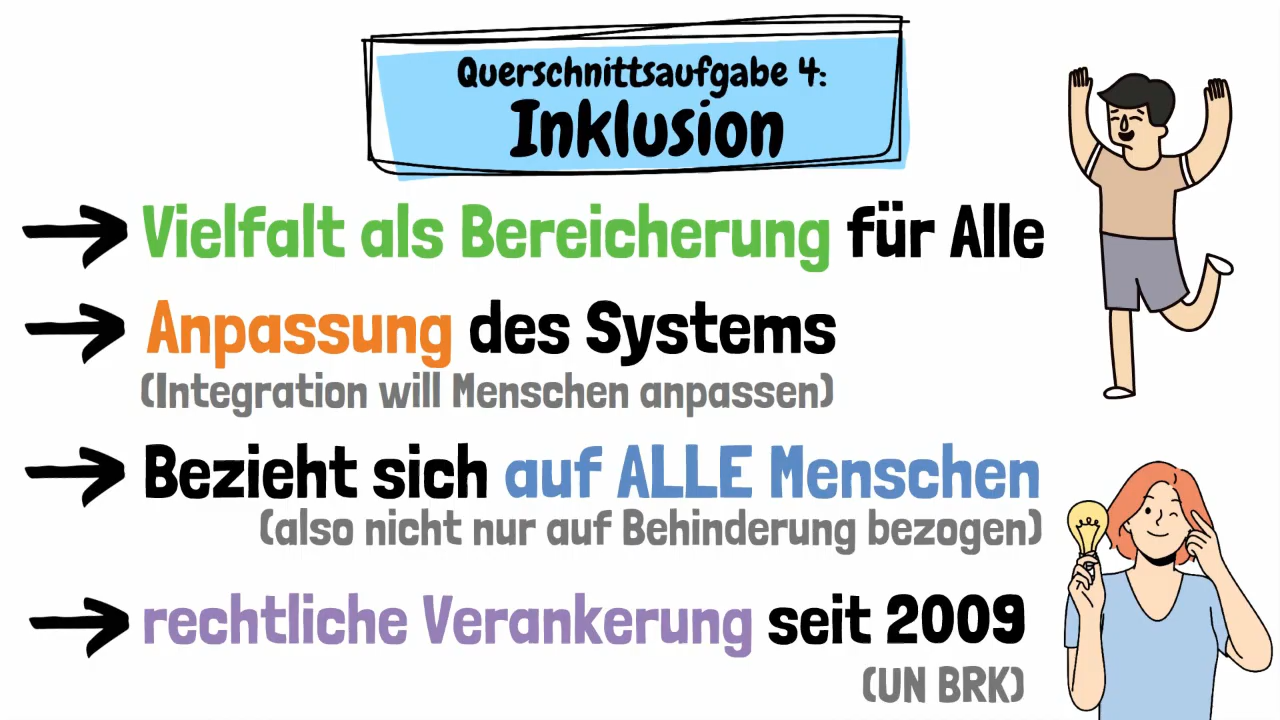 Querschnittsaufgabe 4:
Inklusion
Vielfalt als Bereicherung für Alle
Anpassung des Systems
(Integration will Menschen anpassen)
Bezieht sich auf ALLE Menschen
(also nicht nur auf Behinderung bezogen)
rechtliche Verankerung seit 2009
(UN BRK)